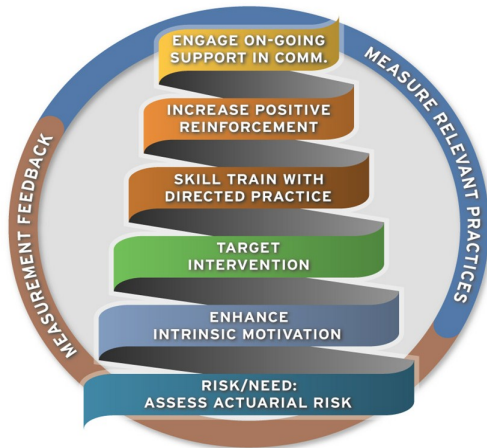 ENGAGE ON-GOING
SUPPORT IN COMM.
INCREASE POSITIVE
REINFORCEMENT
SKILL TRAIN WITH
DIRECTED PRACTICE
TARGET
INTERVENTION
ENHANCE
INTRINSIC MOTIVATION
RISK/NEED:
ASSESS ACTUARIAL RISK
MEASUREMENT FEEDBACK
MEASURE RELEVANT PRACTICES